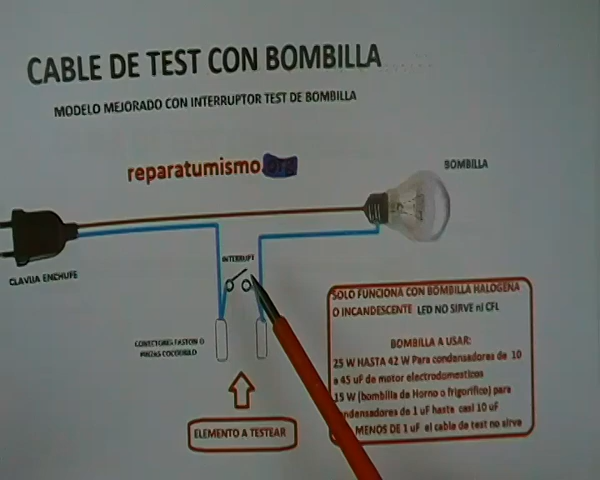 CABLE DE TEST CON BOMBILLA
MODELO MEJORADO CON INTERRUPTOR TEST DE BOMBILLA
reparatumismo.org
BOMBILLA
CLAVIJA ENCHUFE
INTERRUPT
CONECTORES FASTON O
PINZAS COCODRILO
ELEMENTO A TESTEAR
SOLO FUNCIONA CON BOMBILLA HALOGENA
O INCANDESCENTE LED NO SIRVE ni CFL
BOMBILLA A USAR:
25 W HASTA 42 W Para condensadores de 10
a 45 uF de motor electrodomesticos
15 W (bombilla de Horno o frigorifico) para
ndensadores de 1 uF hasta casi 10 uF
MENOS DE 1 uF el cable de test no sirve